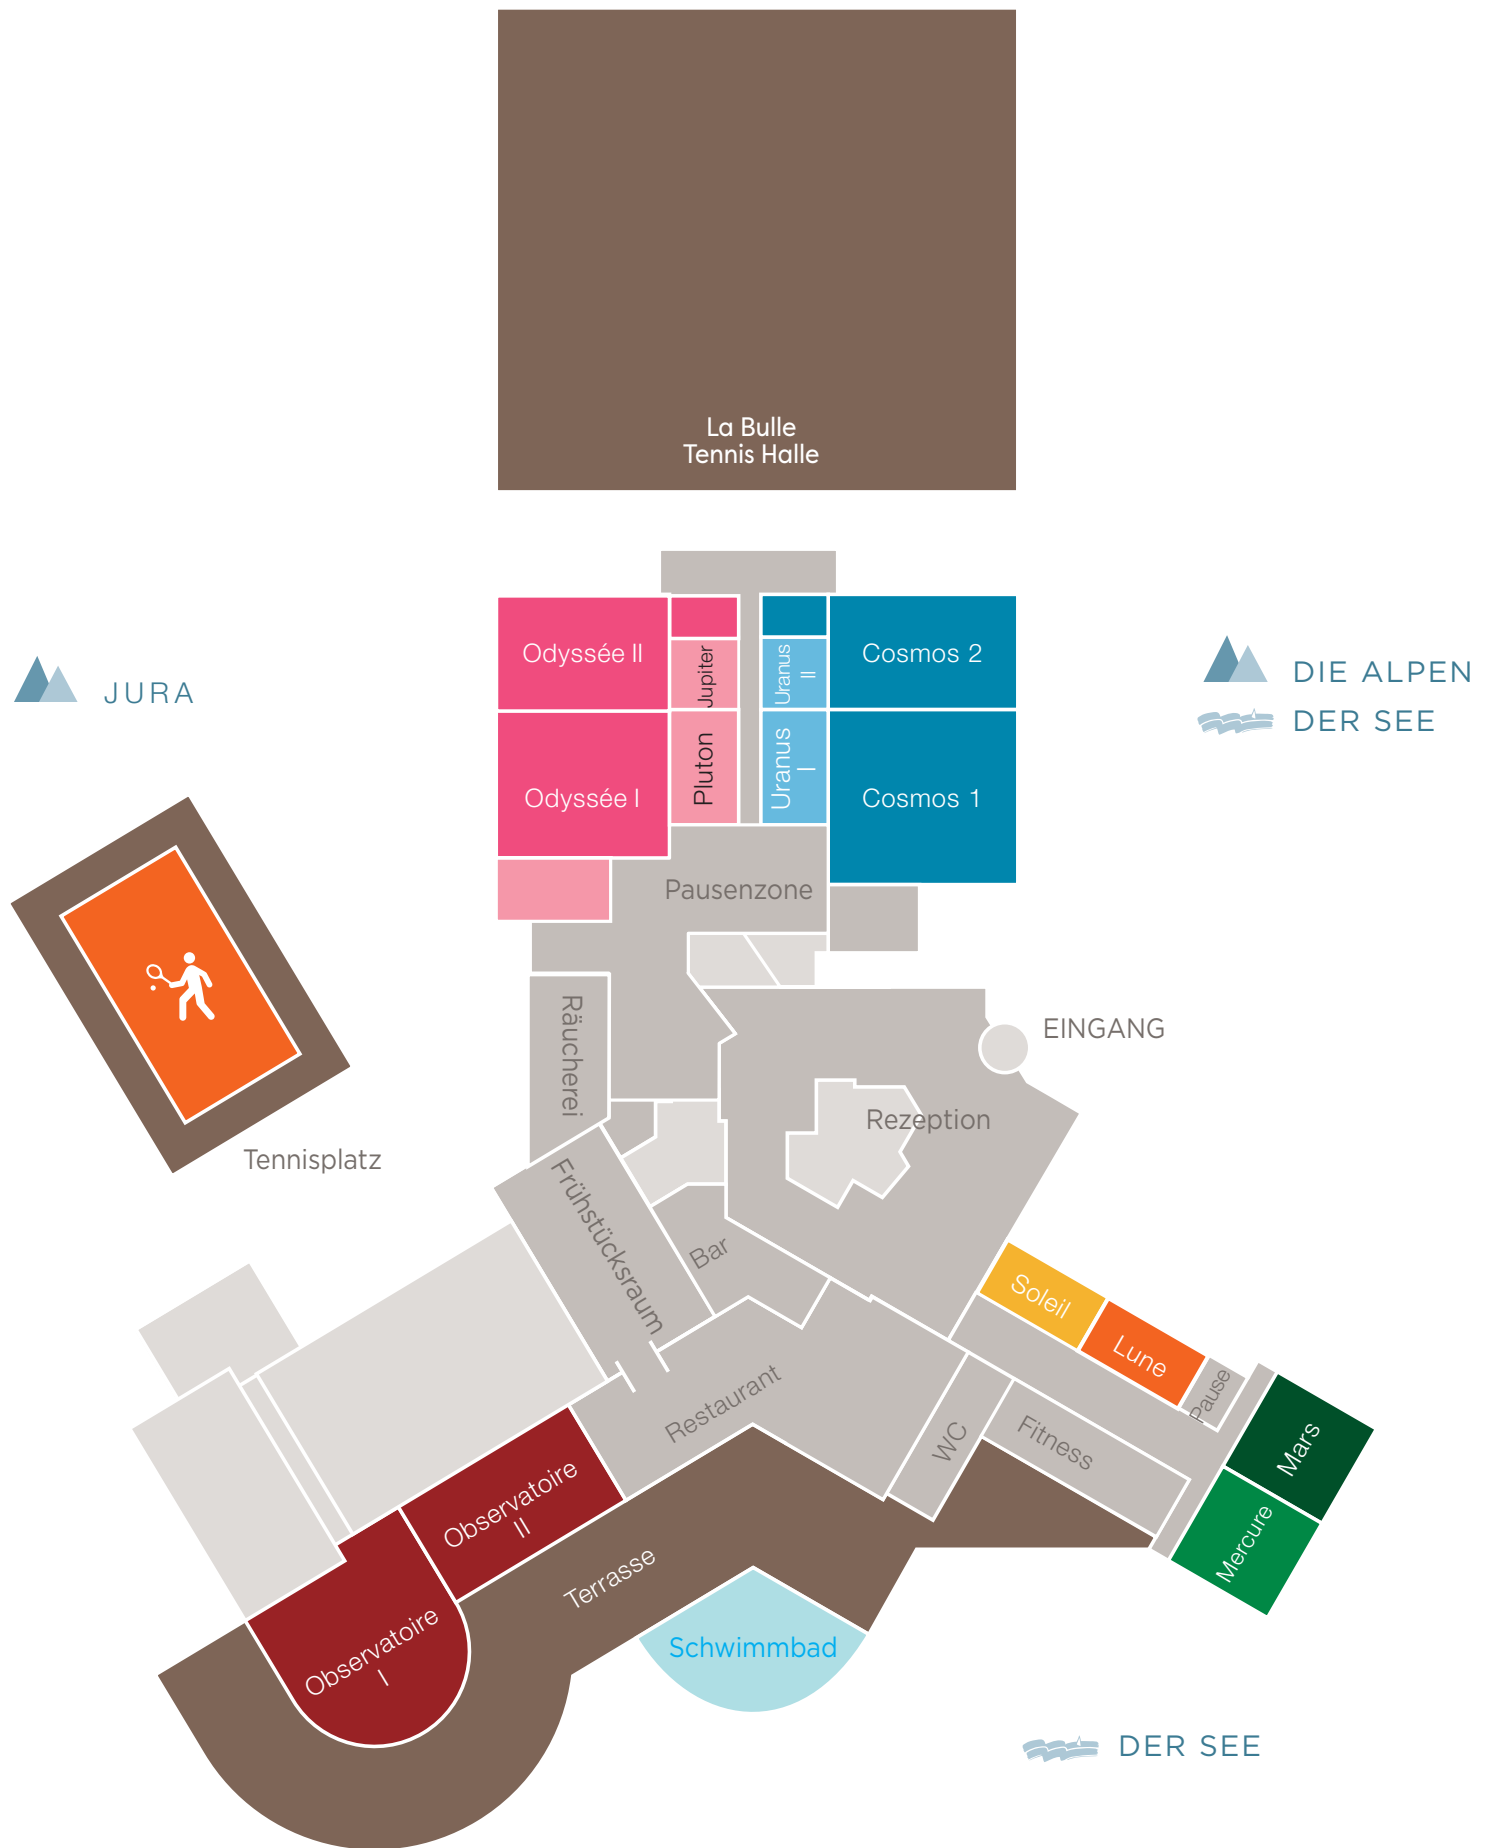 La Bulle
Tennis Halle
Odyssée II
Jupiter
Uranus
II
Cosmos 2
JURA
DIE ALPEN
DER SEE
Odyssée I
Pluton
Uranus
I
Cosmos 1
Pausenzone
Räucherei
EINGANG
Rezeption
Tennisplatz
Frühstücksraum
Bar
Soleil
Lune
Pause
Restaurant
WC
Fitness
Mars
Mercure
Observatoire
II
Terrasse
Observatoire
I
Schwimmbad
DER SEE